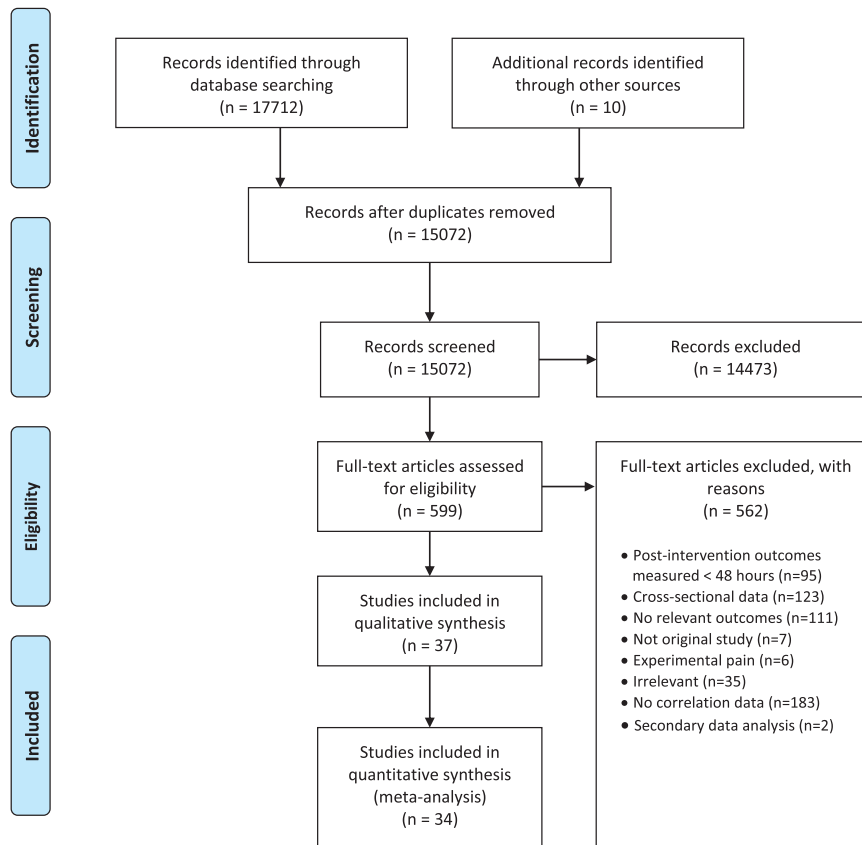 Identification
Records identified through
database searching
(n = 17712)
Additional records identified
through other sources
(n = 10)
Records after duplicates removed
(n = 15072)
Screening
Records screened
(n = 15072)
Records excluded
(n = 14473)
Eligibility
Full-text articles assessed
for eligibility
(n = 599)
Full-text articles excluded, with
reasons
(n = 562)
• Post-intervention outcomes
measured < 48 hours (n=95)
• Cross-sectional data (n=123)
• No relevant outcomes (n=111)
• Not original study (n=7)
• Experimental pain (n=6)
• Irrelevant (n=35)
• No correlation data (n=183)
• Secondary data analysis (n=2)
Studies included in
qualitative synthesis
(n = 37)
Included
Studies included in
quantitative synthesis
(meta-analysis)
(n = 34)